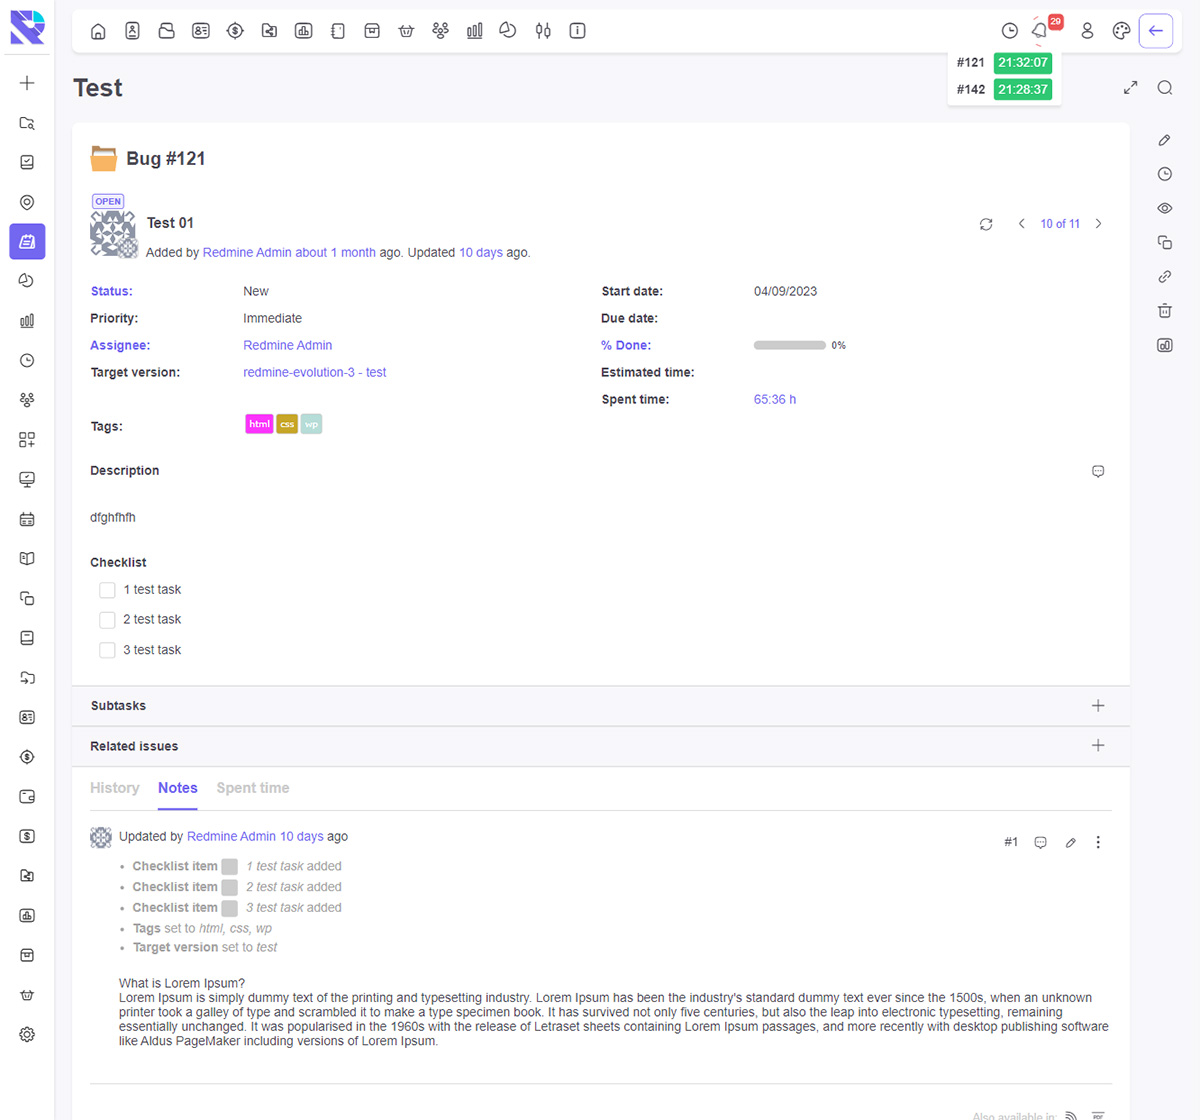 29
#121 21:32:07
#142 21:28:37
Test
Bug #121
OPEN
Test 01
10 of 11
Added by Redmine Admin about 1 month ago. Updated 10 days ago.
Status: New Start date: 04/09/2023
Priority: Immediate Due date:
Assignee: Redmine Admin % Done: 0%
Target version: redmine-evolution-3 - test Estimated time:
Spent time: 65:36 h
Tags: html css wp
Description
dfghfhfh
Checklist
1 test task
2 test task
3 test task
Subtasks
Related issues
History Notes Spent time
Updated by Redmine Admin 10 days ago #1
• Checklist item 1 test task added
• Checklist item 2 test task added
• Checklist item 3 test task added
• Tags set to html, css, wp
• Target version set to test
What is Lorem Ipsum?
Lorem Ipsum is simply dummy text of the printing and typesetting industry. Lorem Ipsum has been the industry's standard dummy text ever since the 1500s, when an unknown
printer took a galley of type and scrambled it to make a type specimen book. It has survived not only five centuries, but also the leap into electronic typesetting, remaining
essentially unchanged. It was popularised in the 1960s with the release of Letraset sheets containing Lorem Ipsum passages, and more recently with desktop publishing software
like Aldus PageMaker including versions of Lorem Ipsum.
Also available in: PDF